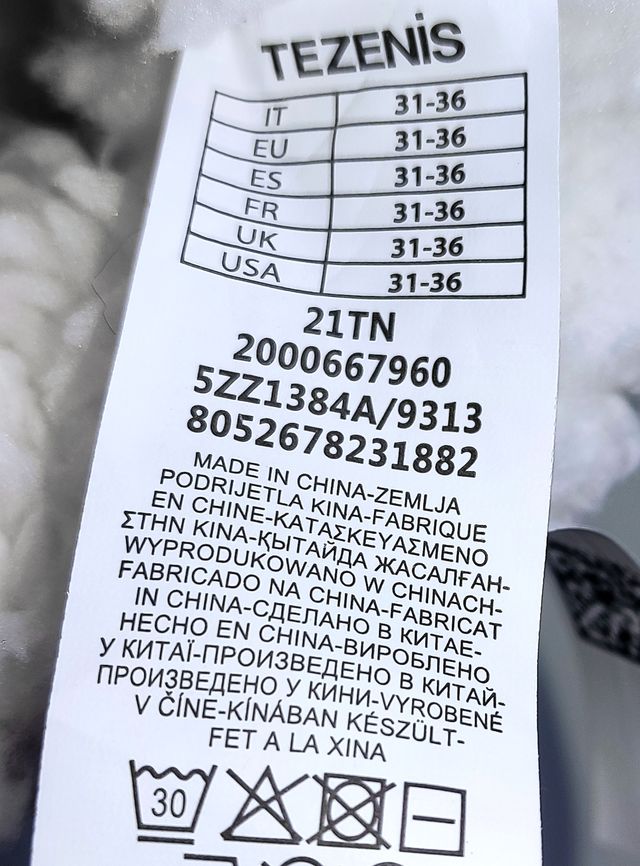 TEZENIS
IT 31-36
EU 31-36
ES 31-36
FR 31-36
UK 31-36
USA 31-36
21TN
2000667960
5ZZ1384A/9313
8052678231882
MADE IN CHINA-ZEMLJA
PODRIJETLA KINA-FABRIQUE
EN CHINE-ΚΑΤΑΣΚΕΥΑΣΜΕΝΟ
ΣΤΗΝ ΚΙΝΑ-ҚЫТАЙДА ЖАСАЛҒАН-
WYPRODUKOWANO W CHINACH-
FABRICADO NA CHINA-FABRICAT
IN CHINA-СДЕЛАНО В КИТАЕ-
HECHO EN CHINA-ВИРОБЛЕНО
У КИТАЇ-ПРОИЗВЕДЕНО В КИТАЙ-
ПРОИЗВЕДЕНО У КИНИ-VYROBENÉ
V ČÍNE-KÍNÁBAN KÉSZÜLT-
FET A LA XINA
30